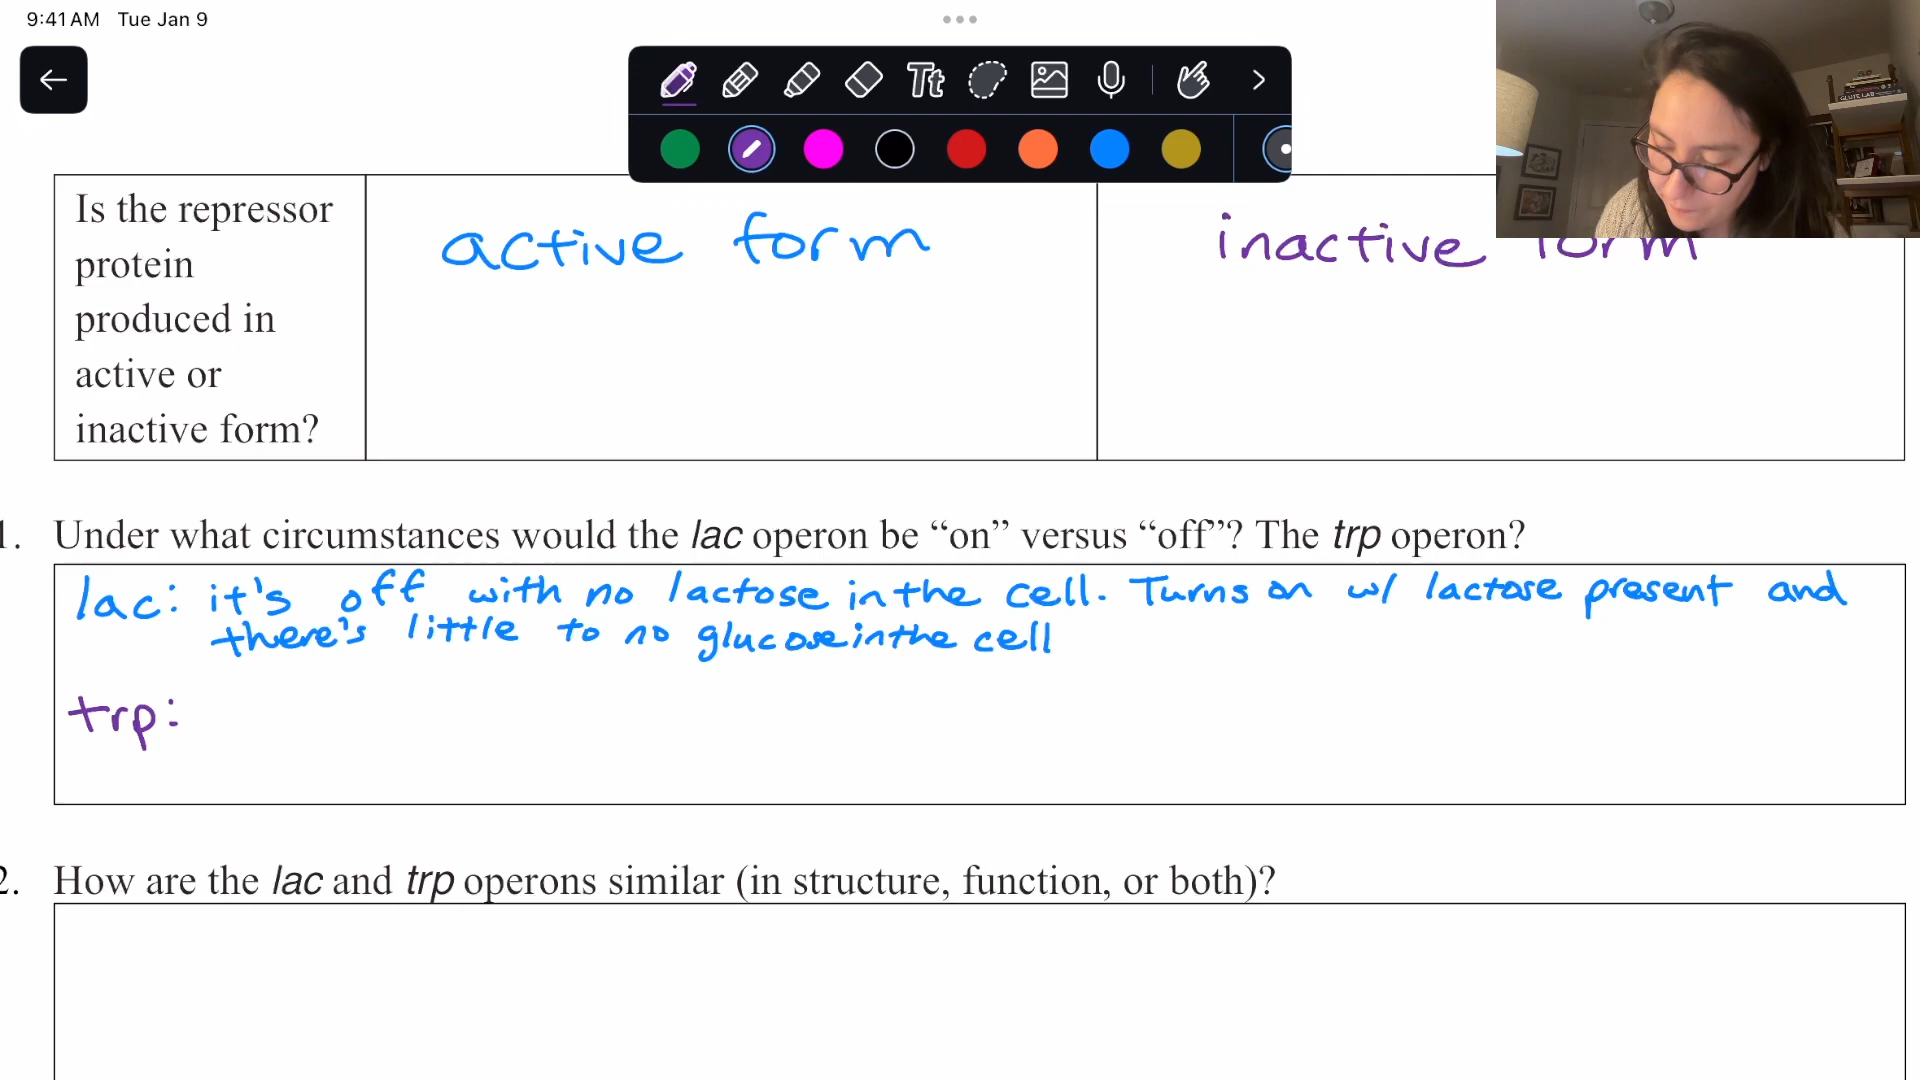 9:41 AM Tue Jan 9
Tt
GLUTE LAB
Is the repressor
protein
produced in
active or
inactive form?
active form
inactive form
1. Under what circumstances would the lac operon be “on” versus “off”? The trp operon?
lac: it's off with no lactose in the cell. Turns on w/ lactose present and
there's little to no glucose in the cell
trp:
2. How are the lac and trp operons similar (in structure, function, or both)?